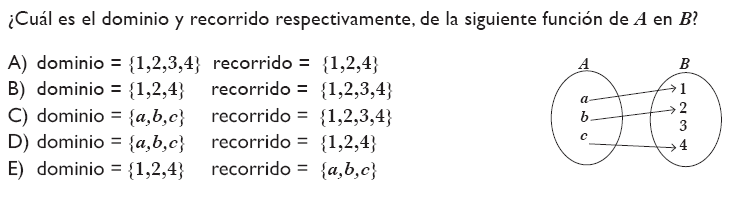 ¿Cuál es el dominio y recorrido respectivamente, de la siguiente función de A en B?
A) dominio = {1,2,3,4} recorrido = {1,2,4}
B) dominio = {1,2,4} recorrido = {1,2,3,4}
C) dominio = {a,b,c} recorrido = {1,2,3,4}
D) dominio = {a,b,c} recorrido = {1,2,4}
E) dominio = {1,2,4} recorrido = {a,b,c}
A B
a 1
b 2
c 3
4